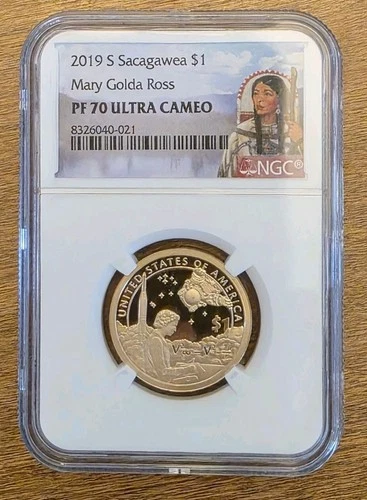 2019 S Sacagawea $1
Mary Golda Ross
PF 70 ULTRA CAMEO
8326040-021
NGC®
UNITED STATES OF AMERICA
$1